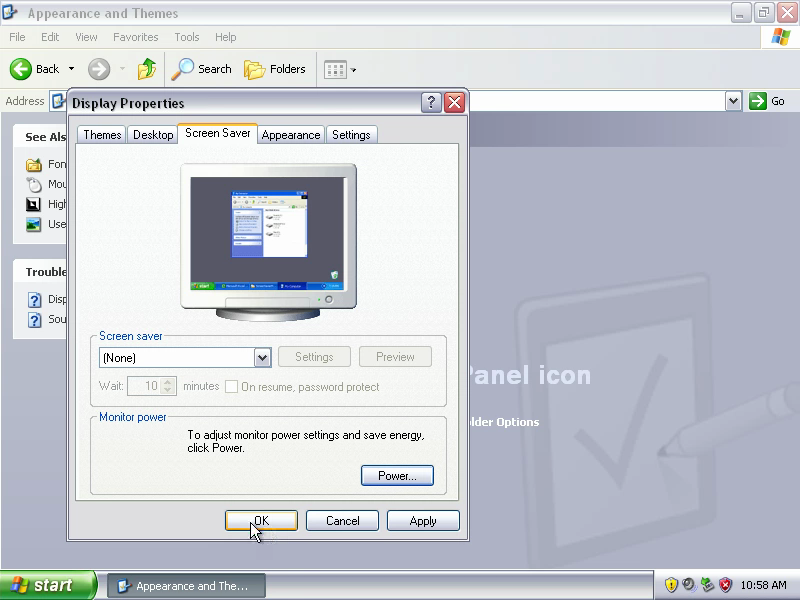 Appearance and Themes
File Edit View Favorites Tools Help
Back Search Folders
Address Go
Display Properties
Themes Desktop Screen Saver Appearance Settings
See Als
Fon
Mou
High
Use
Trouble
Disp
Sou
Screen saver
(None) Settings Preview
Wait: 10 minutes On resume, password protect
Monitor power
To adjust monitor power settings and save energy,
click Power.
Power...
OK Cancel Apply
Panel icon
lder Options
start Appearance and The... 10:58 AM